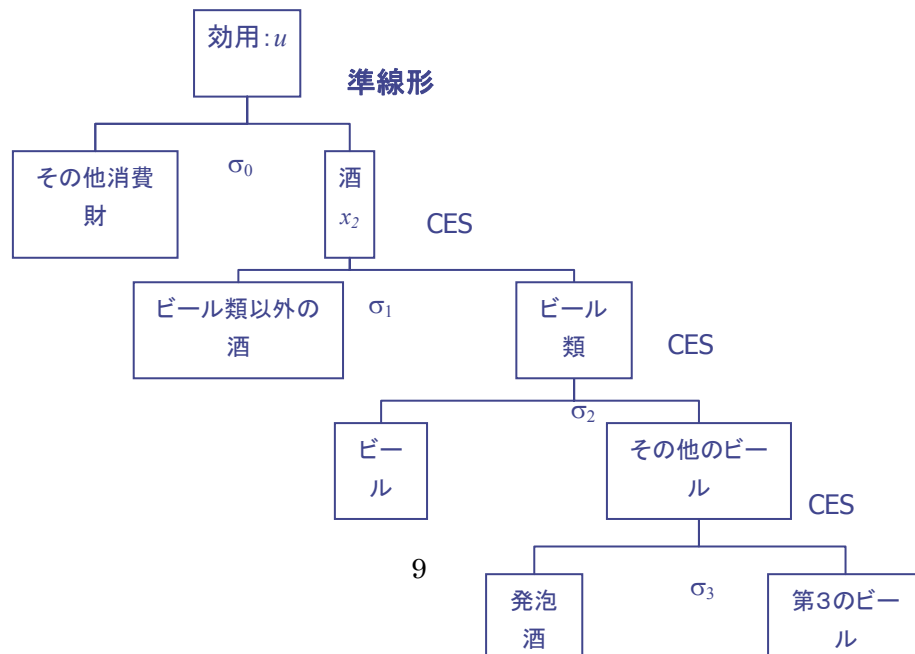 効用:u
準線形
その他消費
財
σ0
酒
x2
CES
ビール類以外の
酒
σ1
ビール
類
CES
σ2
ビー
ル
その他のビー
ル
CES
9
発泡
酒
σ3
第3のビー
ル